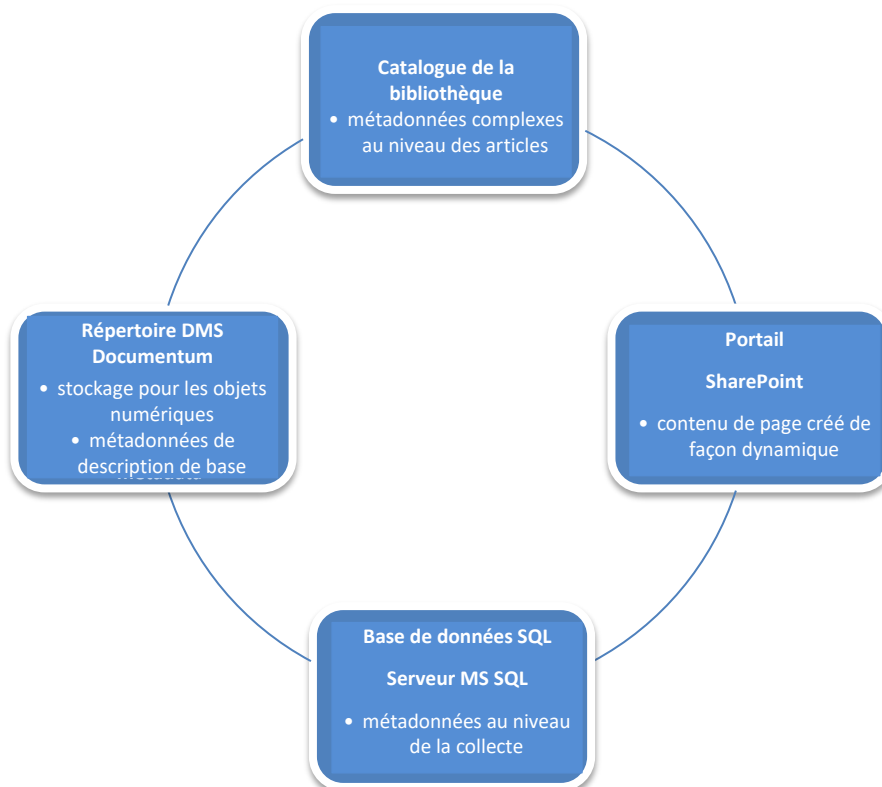 Catalogue de la
bibliothèque
• métadonnées complexes
au niveau des articles
Répertoire DMS
Documentum
• stockage pour les objets
numériques
• métadonnées de
description de base
Portail
SharePoint
• contenu de page créé de
façon dynamique
Base de données SQL
Serveur MS SQL
• métadonnées au niveau
de la collecte